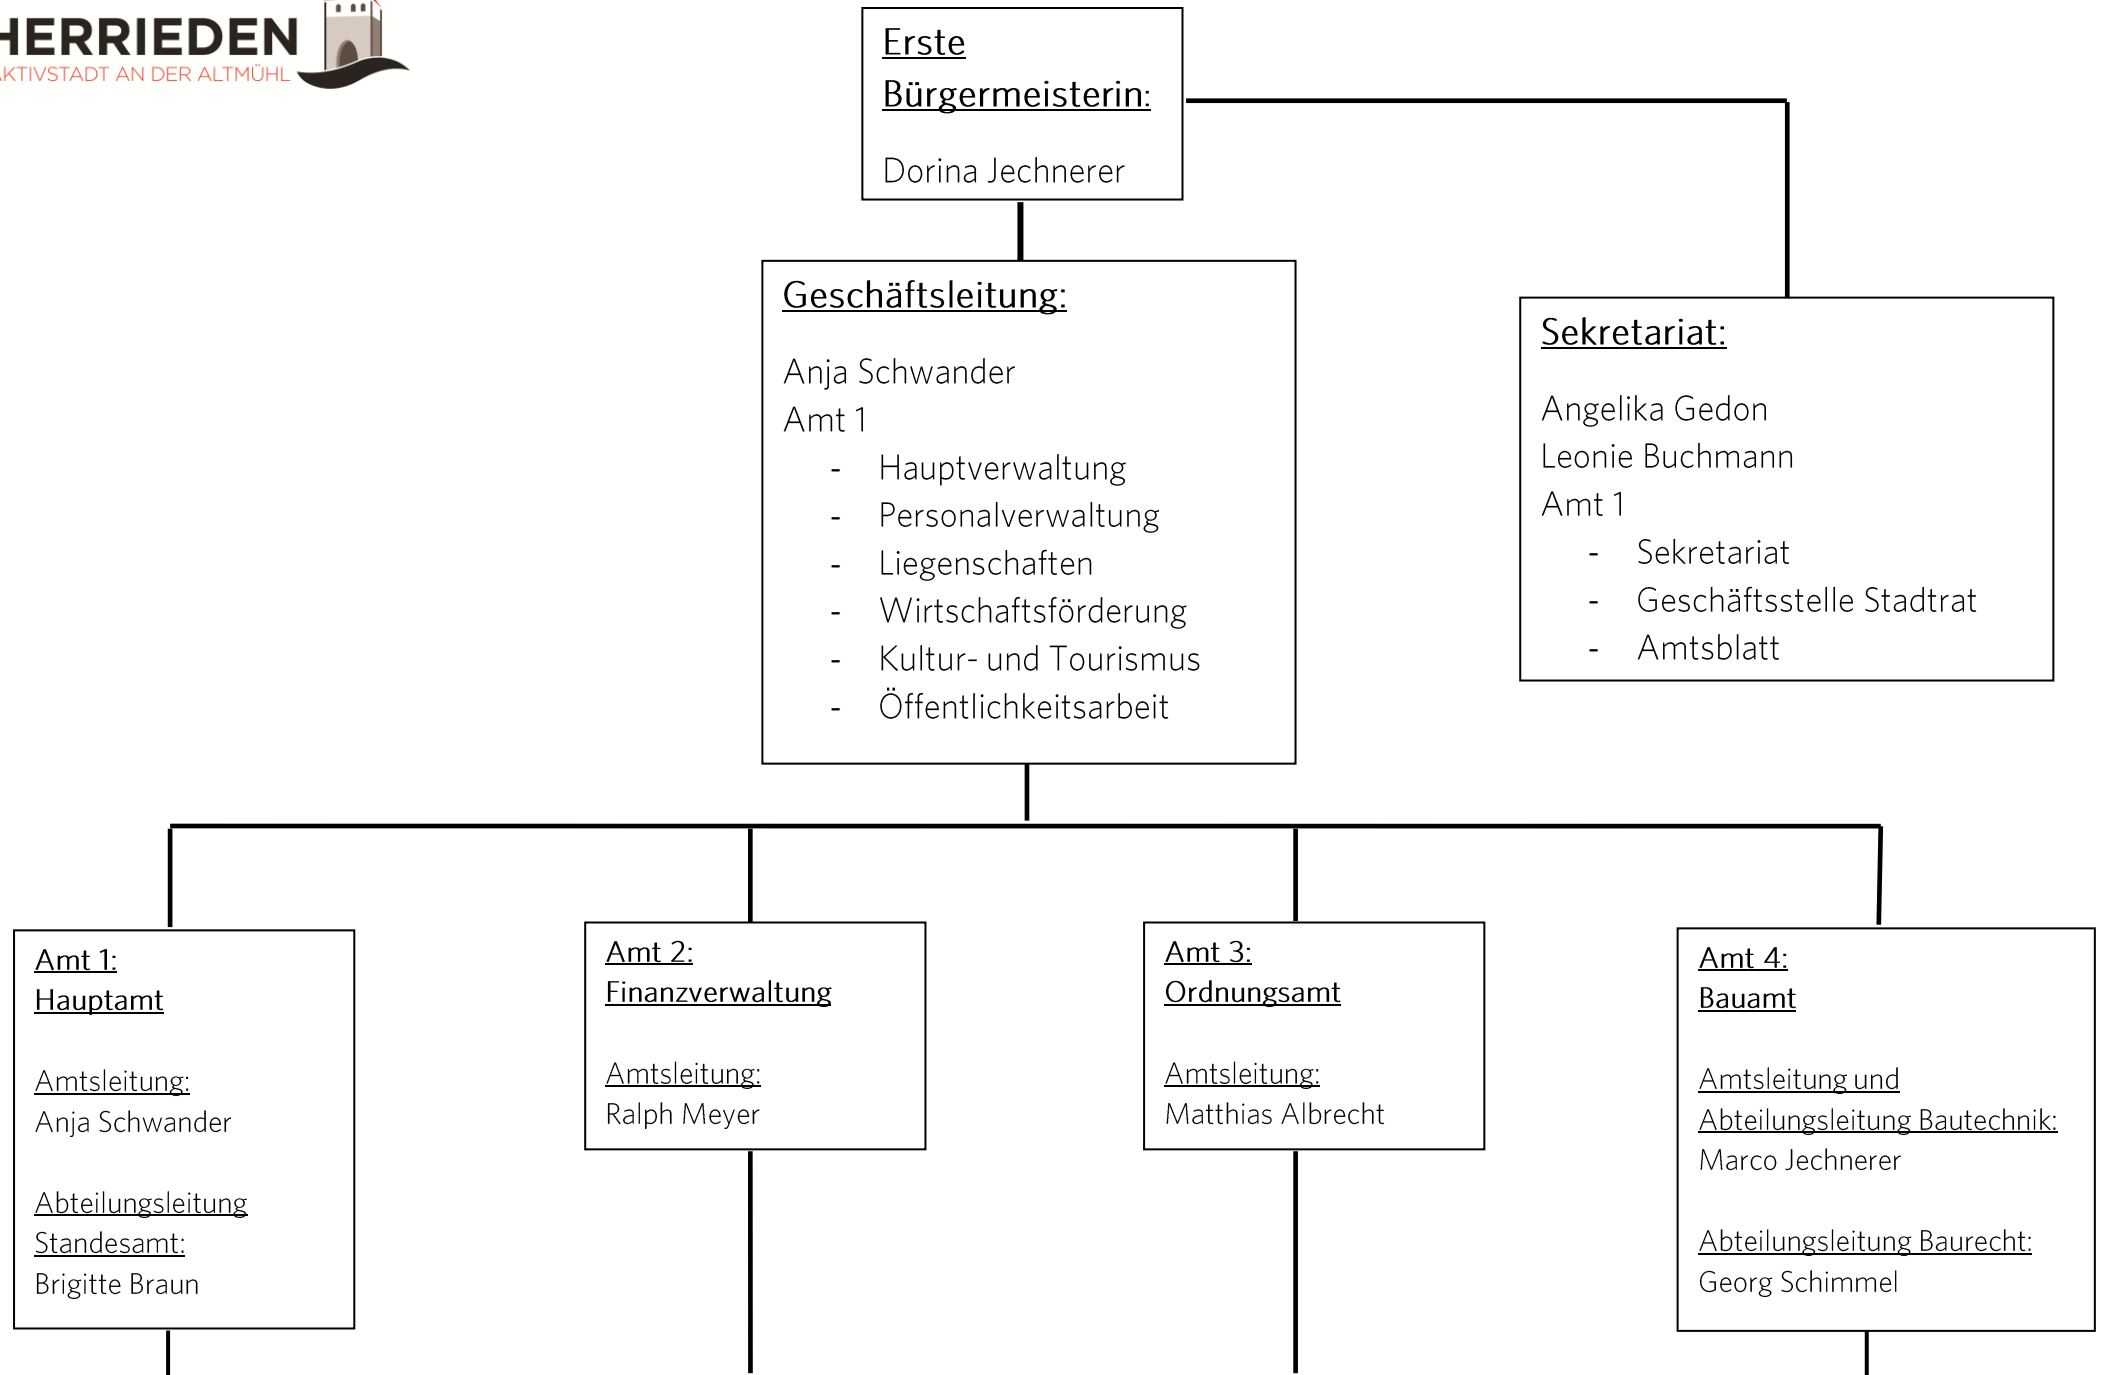 HERRIEDEN
AKTIVSTADT AN DER ALTMÜHL
Erste
Bürgermeisterin:
Dorina Jechnerer
Geschäftsleitung:
Anja Schwander
Amt 1
- Hauptverwaltung
- Personalverwaltung
- Liegenschaften
- Wirtschaftsförderung
- Kultur- und Tourismus
- Öffentlichkeitsarbeit
Sekretariat:
Angelika Gedon
Leonie Buchmann
Amt 1
- Sekretariat
- Geschäftsstelle Stadtrat
- Amtsblatt
Amt 1:
Hauptamt
Amtsleitung:
Anja Schwander
Abteilungsleitung
Standesamt:
Brigitte Braun
Amt 2:
Finanzverwaltung
Amtsleitung:
Ralph Meyer
Amt 3:
Ordnungsamt
Amtsleitung:
Matthias Albrecht
Amt 4:
Bauamt
Amtsleitung und
Abteilungsleitung Bautechnik:
Marco Jechnerer
Abteilungsleitung Baurecht:
Georg Schimmel